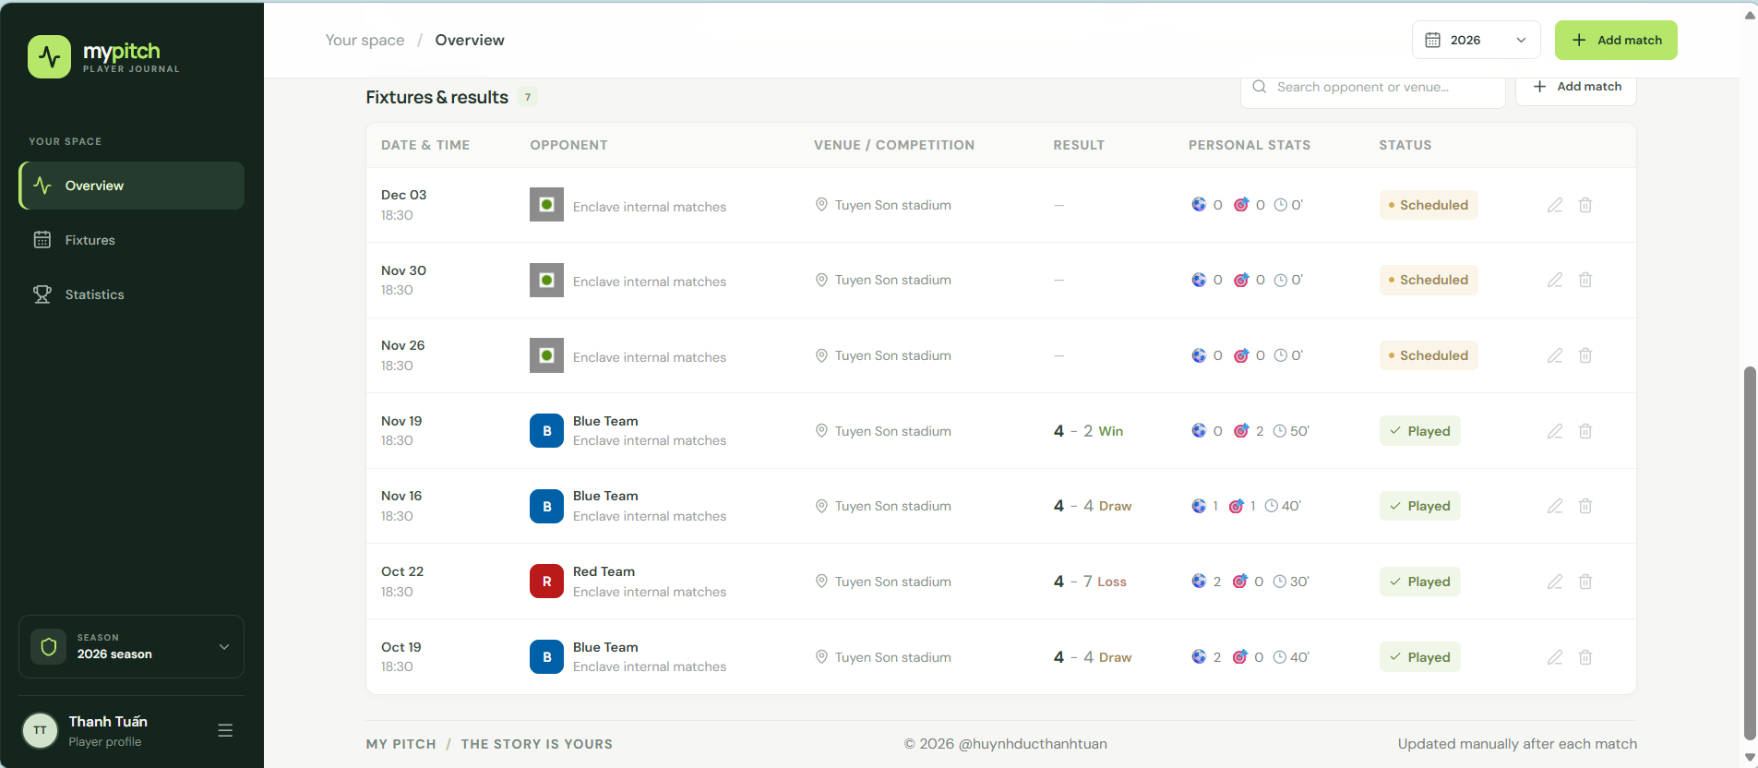 mypitch
PLAYER JOURNAL
YOUR SPACE
Overview
Fixtures
Statistics
SEASON
2026 season
TT
Thanh Tuấn
Player profile
Your space / Overview
2026
+ Add match
Fixtures & results 7
Search opponent or venue...
+ Add match
DATE & TIME OPPONENT VENUE / COMPETITION RESULT PERSONAL STATS STATUS
Dec 03
18:30
Enclave internal matches
Tuyen Son stadium
–
0 0 0'
Scheduled
Nov 30
18:30
Enclave internal matches
Tuyen Son stadium
–
0 0 0'
Scheduled
Nov 26
18:30
Enclave internal matches
Tuyen Son stadium
–
0 0 0'
Scheduled
Nov 19
18:30
B
Blue Team
Enclave internal matches
Tuyen Son stadium
4 - 2 Win
0 2 50'
Played
Nov 16
18:30
B
Blue Team
Enclave internal matches
Tuyen Son stadium
4 - 4 Draw
1 1 40'
Played
Oct 22
18:30
R
Red Team
Enclave internal matches
Tuyen Son stadium
4 - 7 Loss
2 0 30'
Played
Oct 19
18:30
B
Blue Team
Enclave internal matches
Tuyen Son stadium
4 - 4 Draw
2 0 40'
Played
MY PITCH / THE STORY IS YOURS
© 2026 @huynhducthanhtuan
Updated manually after each match